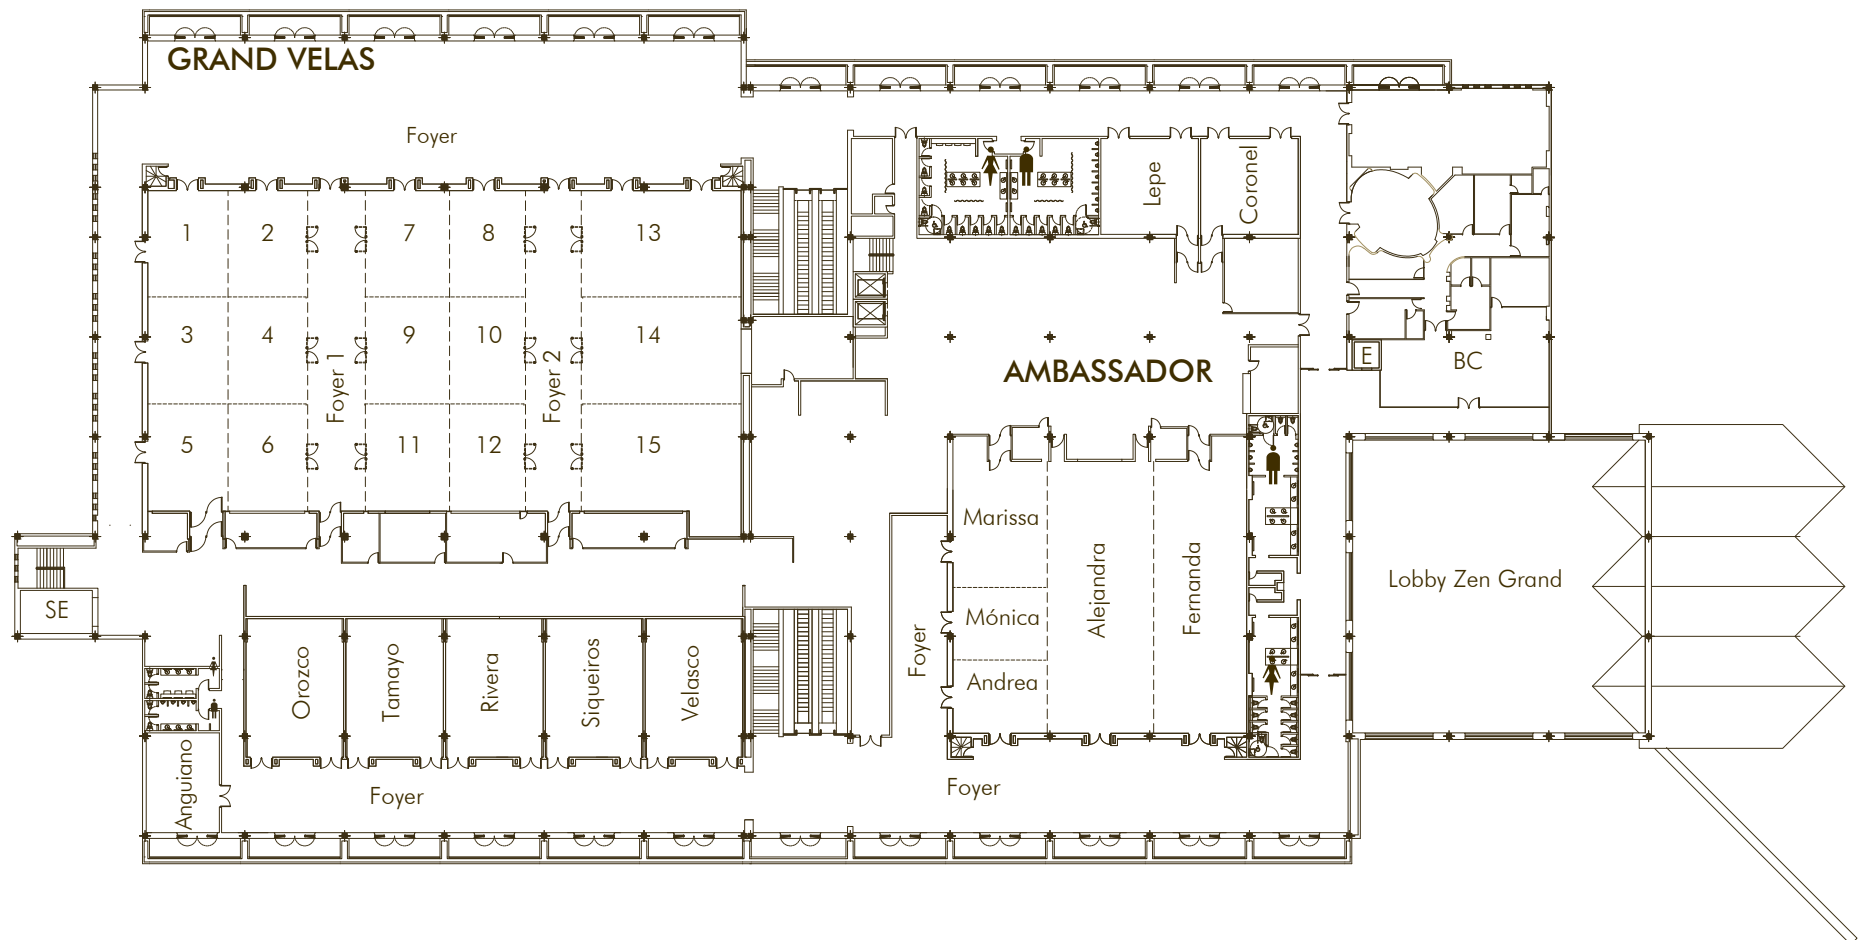 GRAND VELAS
Foyer
Lepe
Coronel
1
2
7
8
13
3
4
9
10
14
Foyer 1
Foyer 2
5
6
11
12
15
AMBASSADOR
E
BC
Marissa
Mónica
Andrea
Alejandra
Fernanda
Lobby Zen Grand
SE
Orozco
Tamayo
Rivera
Siqueiros
Velasco
Foyer
Anguiano
Foyer
Foyer